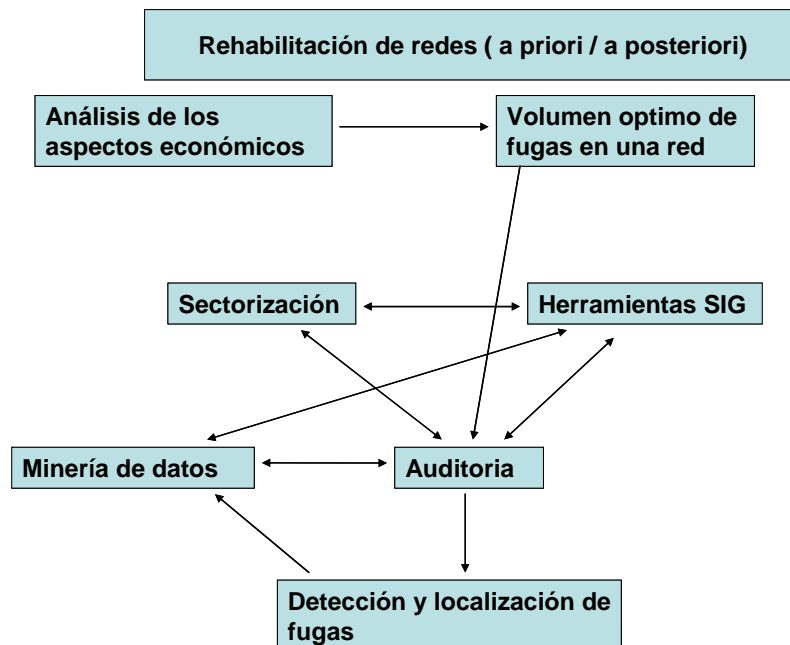 Rehabilitación de redes ( a priori / a posteriori)
Análisis de los
aspectos económicos
Volumen optimo de
fugas en una red
Sectorización
Herramientas SIG
Minería de datos
Auditoria
Detección y localización de
fugas